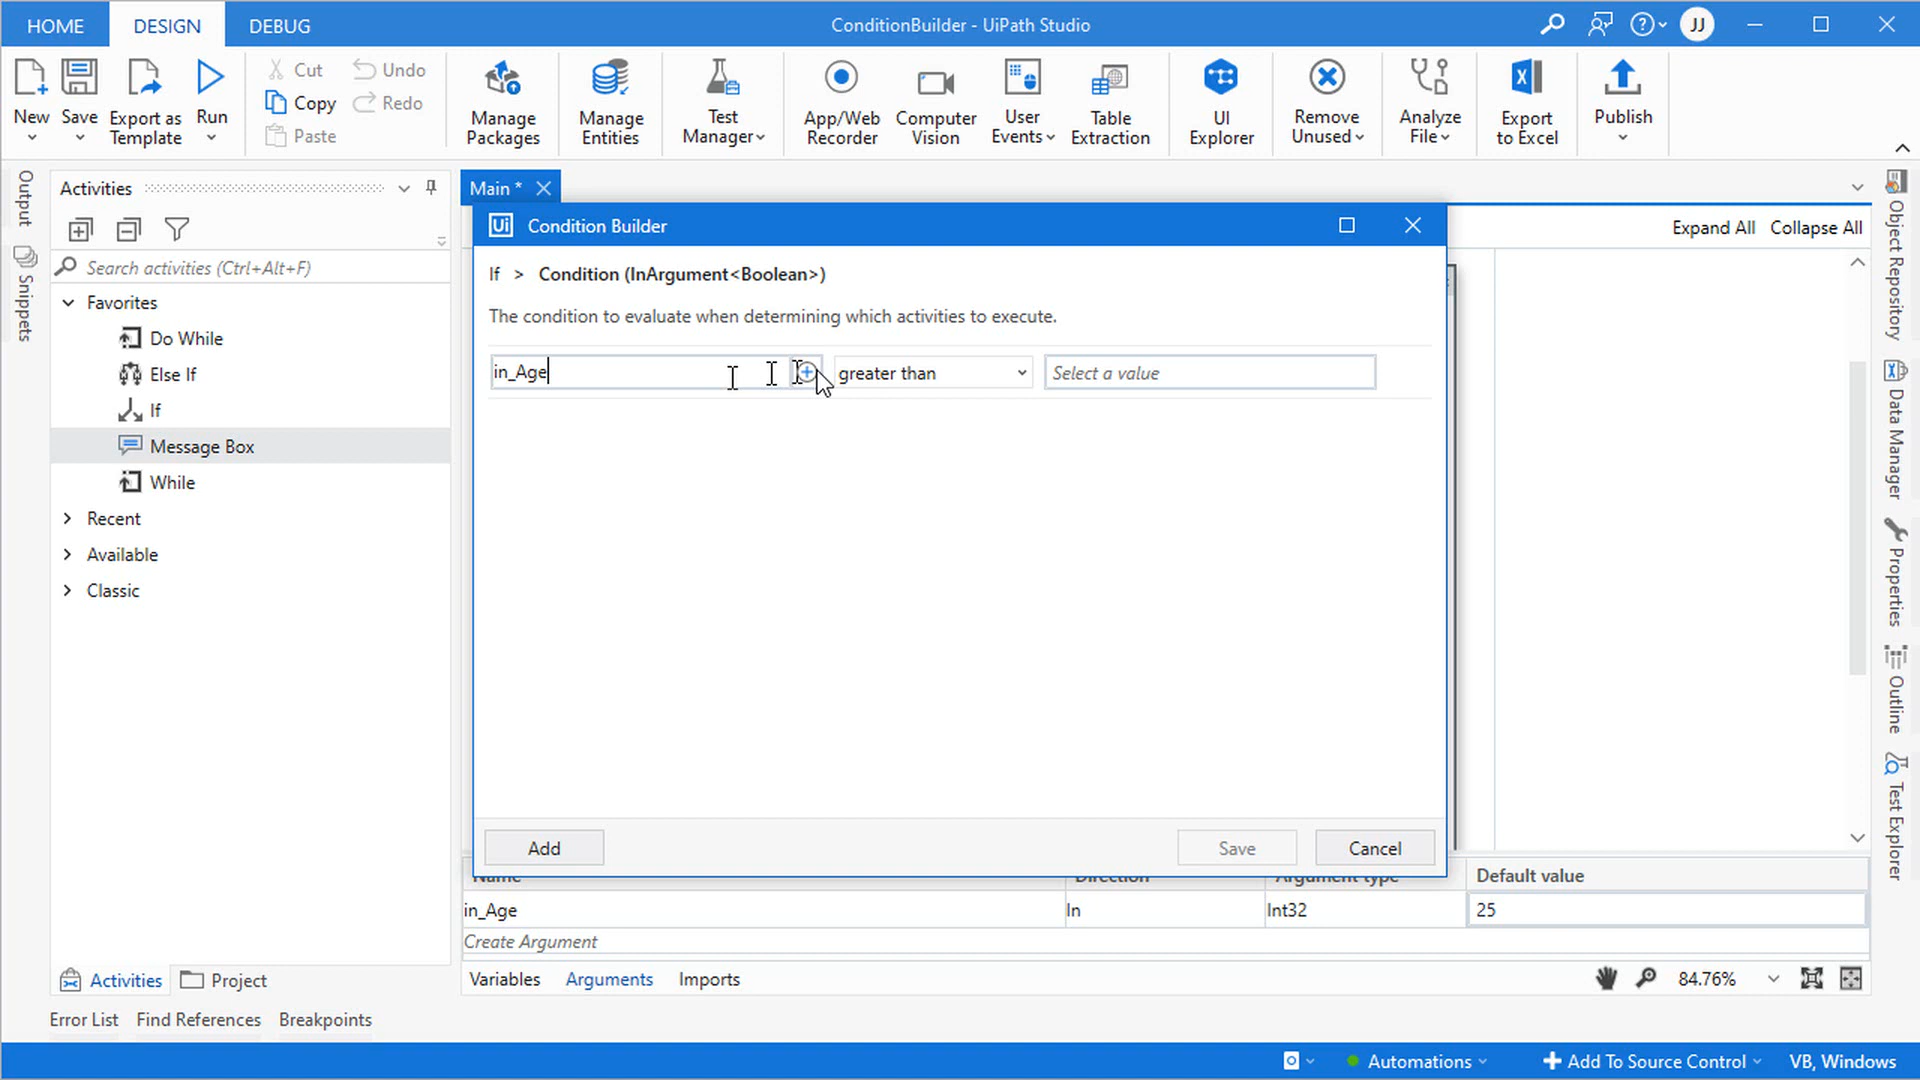 HOME
DESIGN
DEBUG
ConditionBuilder - UiPath Studio
JJ
New
Save
Export as
Template
Run
Cut
Copy
Paste
Undo
Redo
Manage
Packages
Manage
Entities
Test
Manager
App/Web
Recorder
Computer
Vision
User
Events
Table
Extraction
UI
Explorer
Remove
Unused
Analyze
File
Export
to Excel
Publish
Output
Snippets
Activities
Search activities (Ctrl+Alt+F)
Favorites
Do While
Else If
If
Message Box
While
Recent
Available
Classic
Main *
Expand All
Collapse All
Ui Condition Builder
If > Condition (InArgument<Boolean>)
The condition to evaluate when determining which activities to execute.
in_Age
greater than
Select a value
Add
Save
Cancel
Name
Direction
Argument type
Default value
in_Age
In
Int32
25
Create Argument
Variables
Arguments
Imports
84.76%
Object Repository
Data Manager
Properties
Outline
Test Explorer
Activities
Project
Error List
Find References
Breakpoints
Automations
Add To Source Control
VB, Windows